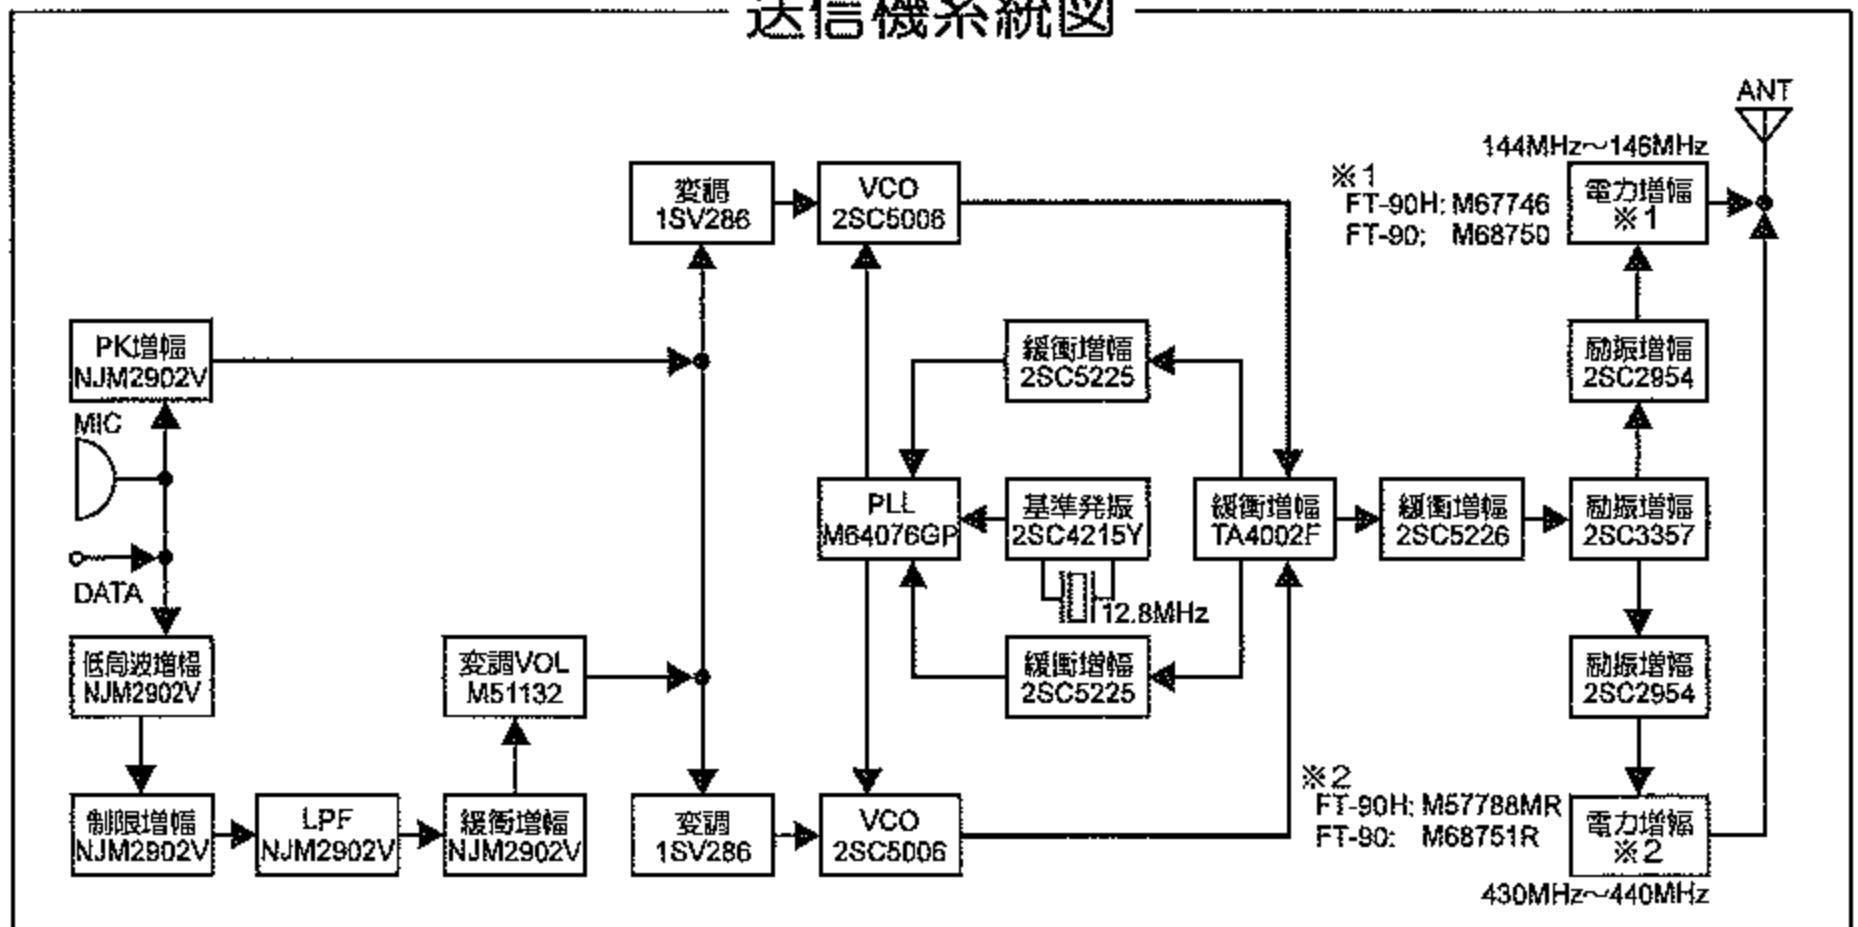 送信機系統図
ANT
144MHz～146MHz
変調
1SV286
VCO
2SC5006
※1
FT-90H: M67746
FT-90: M68750
電力増幅
※1
PK増幅
NJM2902V
緩衝増幅
2SC5225
励振増幅
2SC2954
MIC
PLL
M64076GP
基準発振
2SC4215Y
緩衝増幅
TA4002F
緩衝増幅
2SC5226
励振増幅
2SC3357
DATA
12.8MHz
低周波増幅
NJM2902V
変調VOL
M51132
緩衝増幅
2SC5225
励振増幅
2SC2954
※2
FT-90H: M57788MR
FT-90: M68751R
制限増幅
NJM2902V
LPF
NJM2902V
緩衝増幅
NJM2902V
変調
1SV286
VCO
2SC5006
電力増幅
※2
430MHz～440MHz